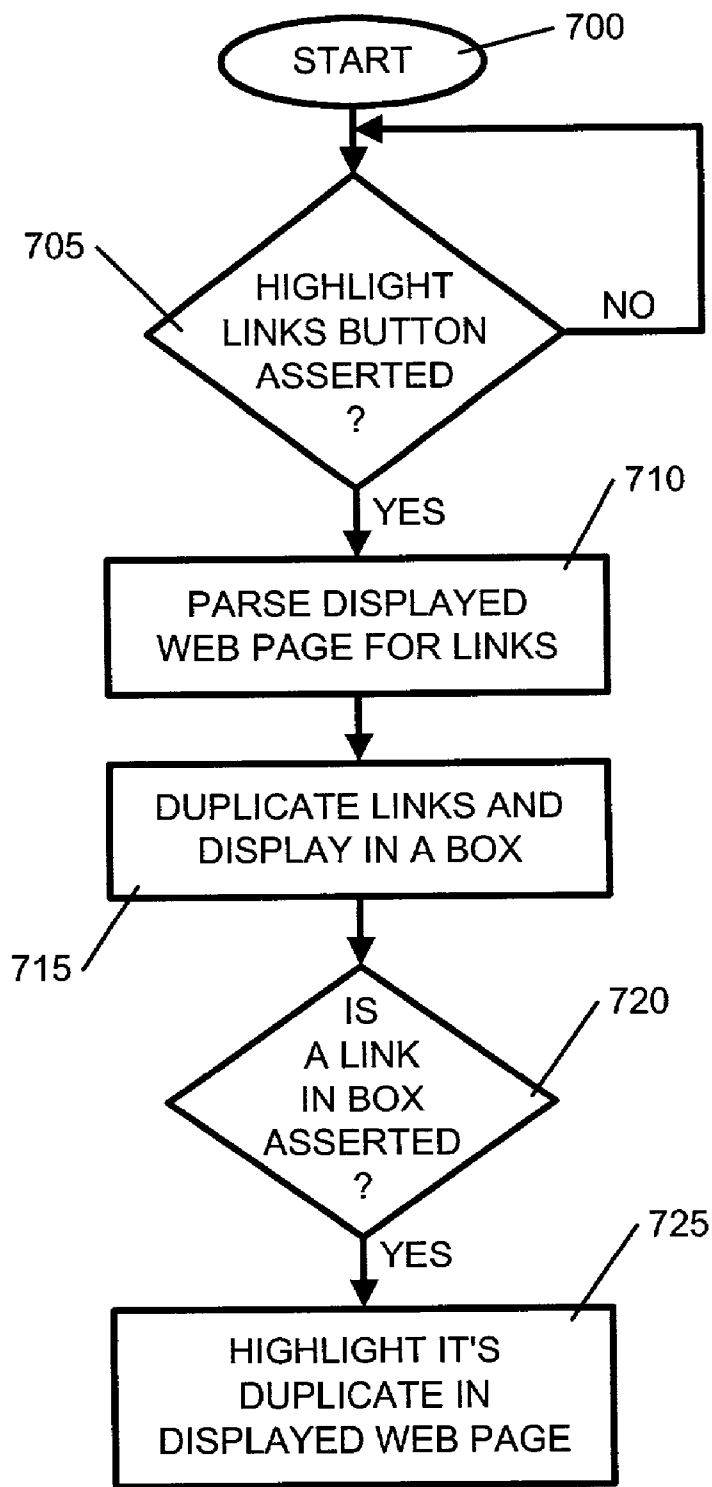 START
700
705
HIGHLIGHT
LINKS BUTTON
ASSERTED
?
NO
YES
710
PARSE DISPLAYED
WEB PAGE FOR LINKS
DUPLICATE LINKS AND
DISPLAY IN A BOX
715
720
IS
A LINK
IN BOX
ASSERTED
?
YES
725
HIGHLIGHT IT'S
DUPLICATE IN
DISPLAYED WEB PAGE